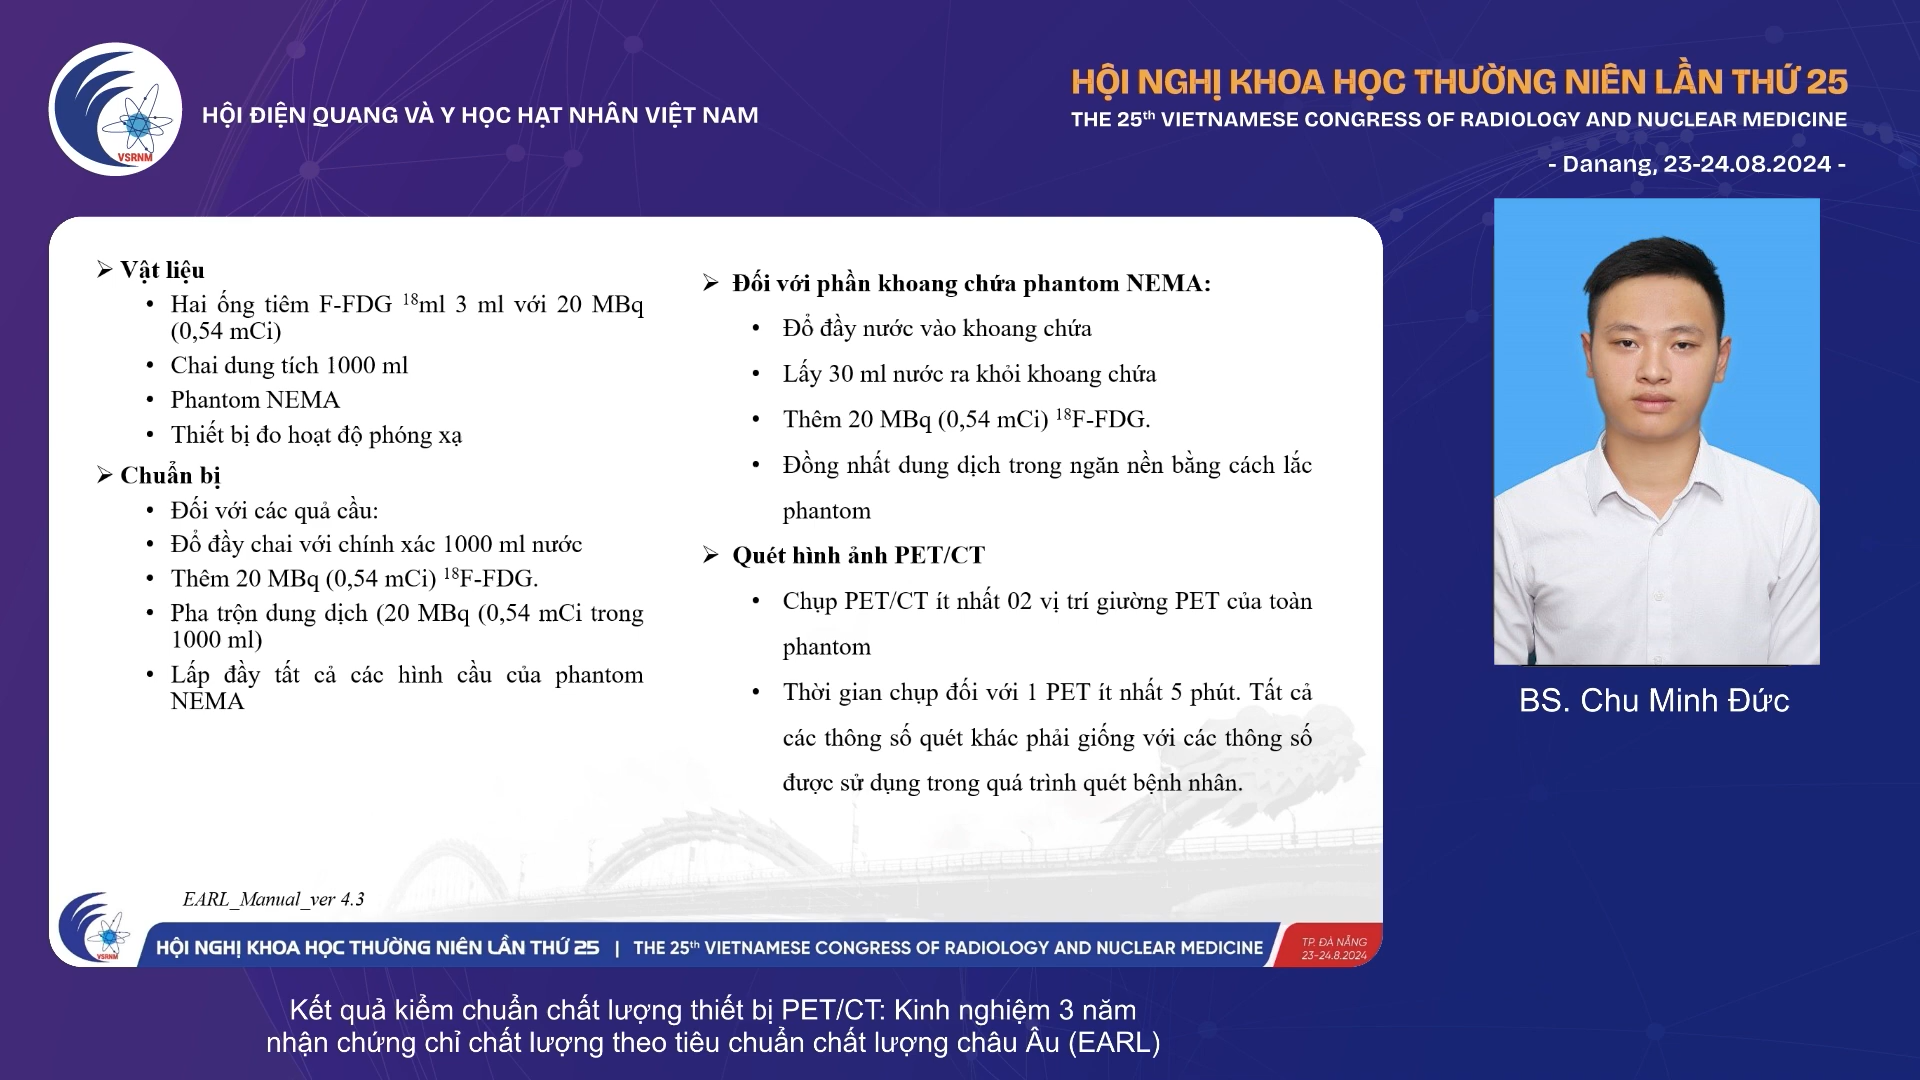 VSRNM
HỘI ĐIỆN QUANG VÀ Y HỌC HẠT NHÂN VIỆT NAM
HỘI NGHỊ KHOA HỌC THƯỜNG NIÊN LẦN THỨ 25
THE 25th VIETNAMESE CONGRESS OF RADIOLOGY AND NUCLEAR MEDICINE
- Danang, 23-24.08.2024 -
➢ Vật liệu
• Hai ống tiêm F-FDG ¹⁸ml 3 ml với 20 MBq
(0,54 mCi)
• Chai dung tích 1000 ml
• Phantom NEMA
• Thiết bị đo hoạt độ phóng xạ
➢ Chuẩn bị
• Đối với các quả cầu:
• Đổ đầy chai với chính xác 1000 ml nước
• Thêm 20 MBq (0,54 mCi) ¹⁸F-FDG.
• Pha trộn dung dịch (20 MBq (0,54 mCi trong
1000 ml)
• Lấp đầy tất cả các hình cầu của phantom
NEMA
➢ Đối với phần khoang chứa phantom NEMA:
• Đổ đầy nước vào khoang chứa
• Lấy 30 ml nước ra khỏi khoang chứa
• Thêm 20 MBq (0,54 mCi) ¹⁸F-FDG.
• Đồng nhất dung dịch trong ngăn nền bằng cách lắc
phantom
➢ Quét hình ảnh PET/CT
• Chụp PET/CT ít nhất 02 vị trí giường PET của toàn
phantom
• Thời gian chụp đối với 1 PET ít nhất 5 phút. Tất cả
các thông số quét khác phải giống với các thông số
được sử dụng trong quá trình quét bệnh nhân.
EARL_Manual_ver 4.3
VSRNM
HỘI NGHỊ KHOA HỌC THƯỜNG NIÊN LẦN THỨ 25 | THE 25th VIETNAMESE CONGRESS OF RADIOLOGY AND NUCLEAR MEDICINE
TP. ĐÀ NẴNG
23-24.8.2024
BS. Chu Minh Đức
Kết quả kiểm chuẩn chất lượng thiết bị PET/CT: Kinh nghiệm 3 năm
nhận chứng chỉ chất lượng theo tiêu chuẩn chất lượng châu Âu (EARL)